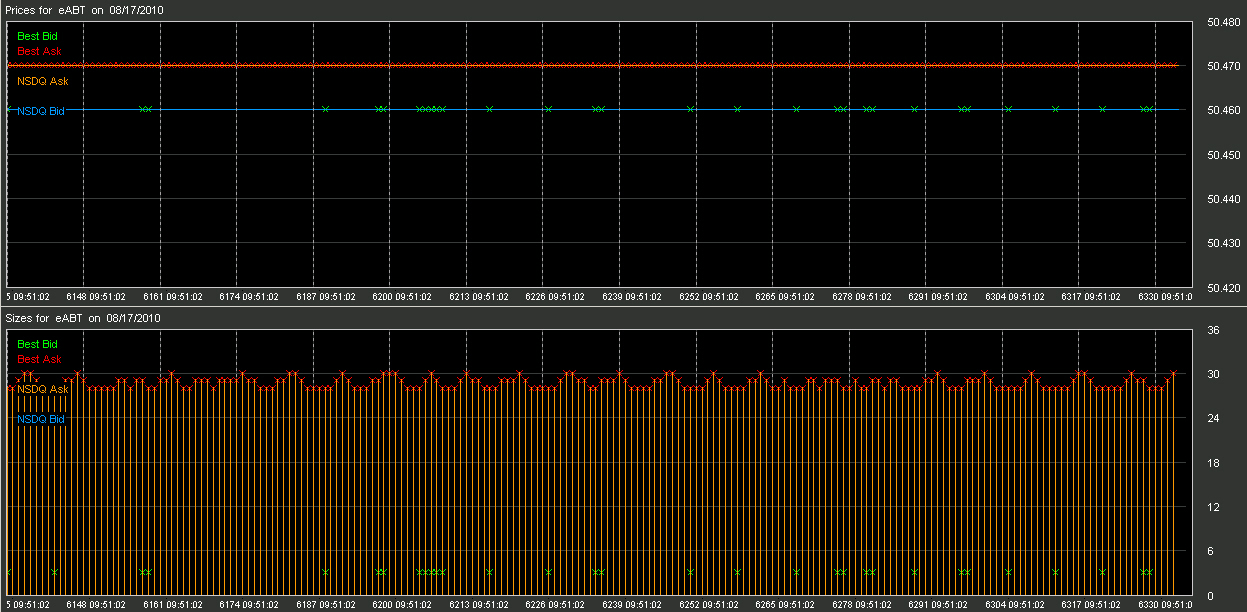 Prices for eABT on 08/17/2010
Best Bid
Best Ask
NSDQ Ask
NSDQ Bid
50.480
50.470
50.460
50.450
50.440
50.430
50.420
5 09:51:02 6148 09:51:02 6161 09:51:02 6174 09:51:02 6187 09:51:02 6200 09:51:02 6213 09:51:02 6226 09:51:02 6239 09:51:02 6252 09:51:02 6265 09:51:02 6278 09:51:02 6291 09:51:02 6304 09:51:02 6317 09:51:02 6330 09:51:0
Sizes for eABT on 08/17/2010
Best Bid
Best Ask
NSDQ Ask
NSDQ Bid
36
30
24
18
12
6
0
5 09:51:02 6148 09:51:02 6161 09:51:02 6174 09:51:02 6187 09:51:02 6200 09:51:02 6213 09:51:02 6226 09:51:02 6239 09:51:02 6252 09:51:02 6265 09:51:02 6278 09:51:02 6291 09:51:02 6304 09:51:02 6317 09:51:02 6330 09:51:0